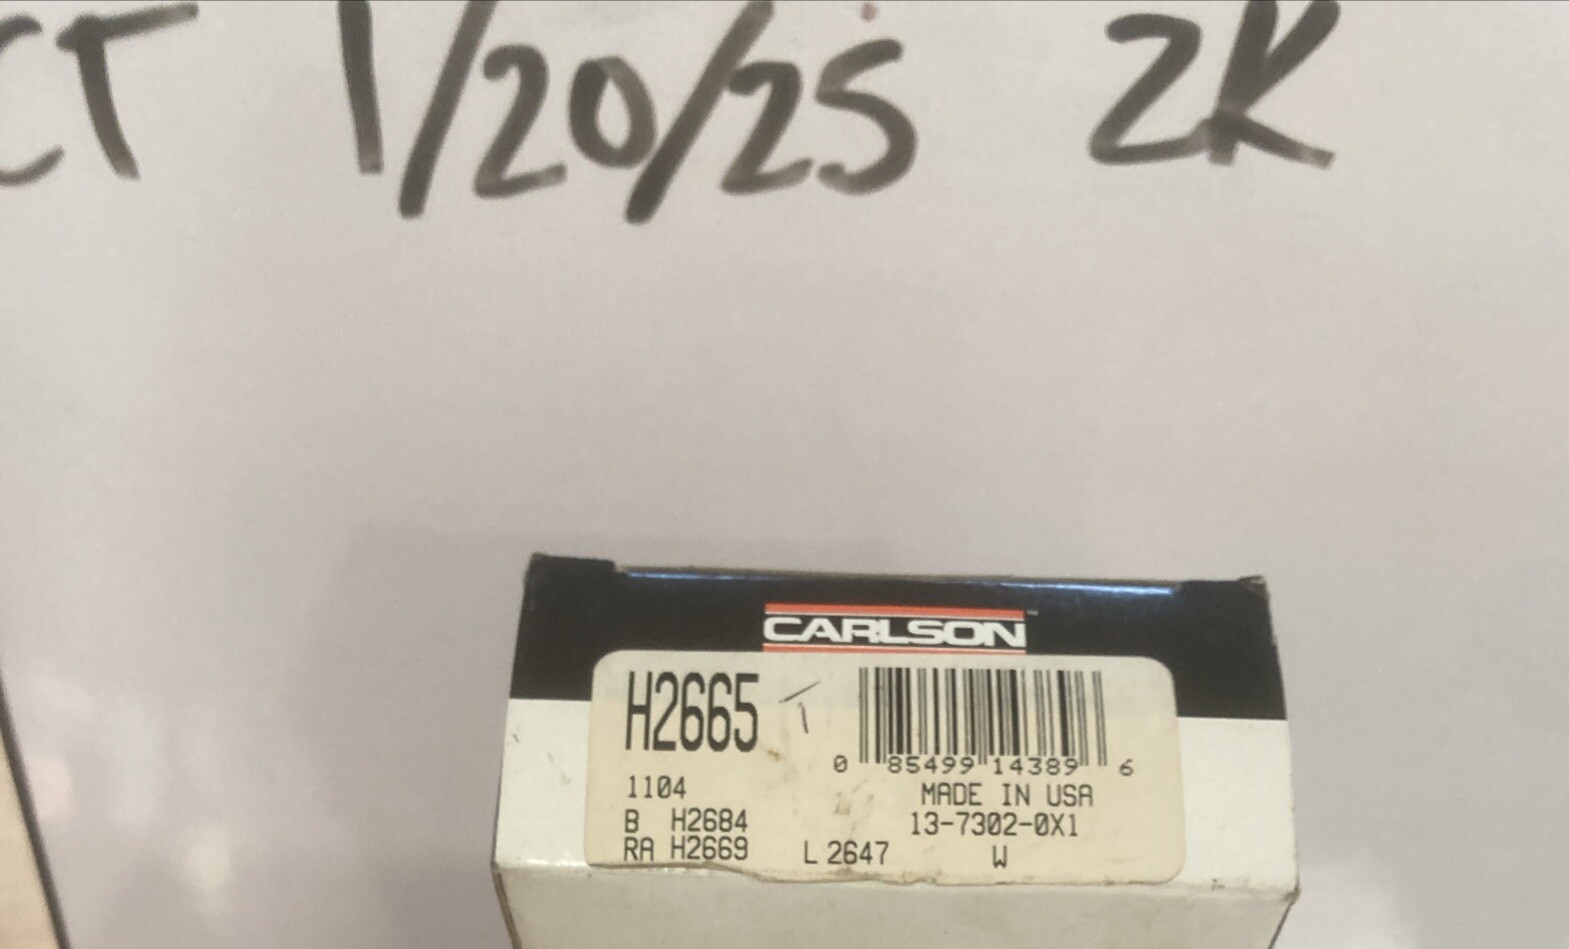 CT 1/20/25 2K
CARLSON™
H2665
0 85499 14389 6
1104
MADE IN USA
B H2684
13-7302-0X1
RA H2669 L 2647 W